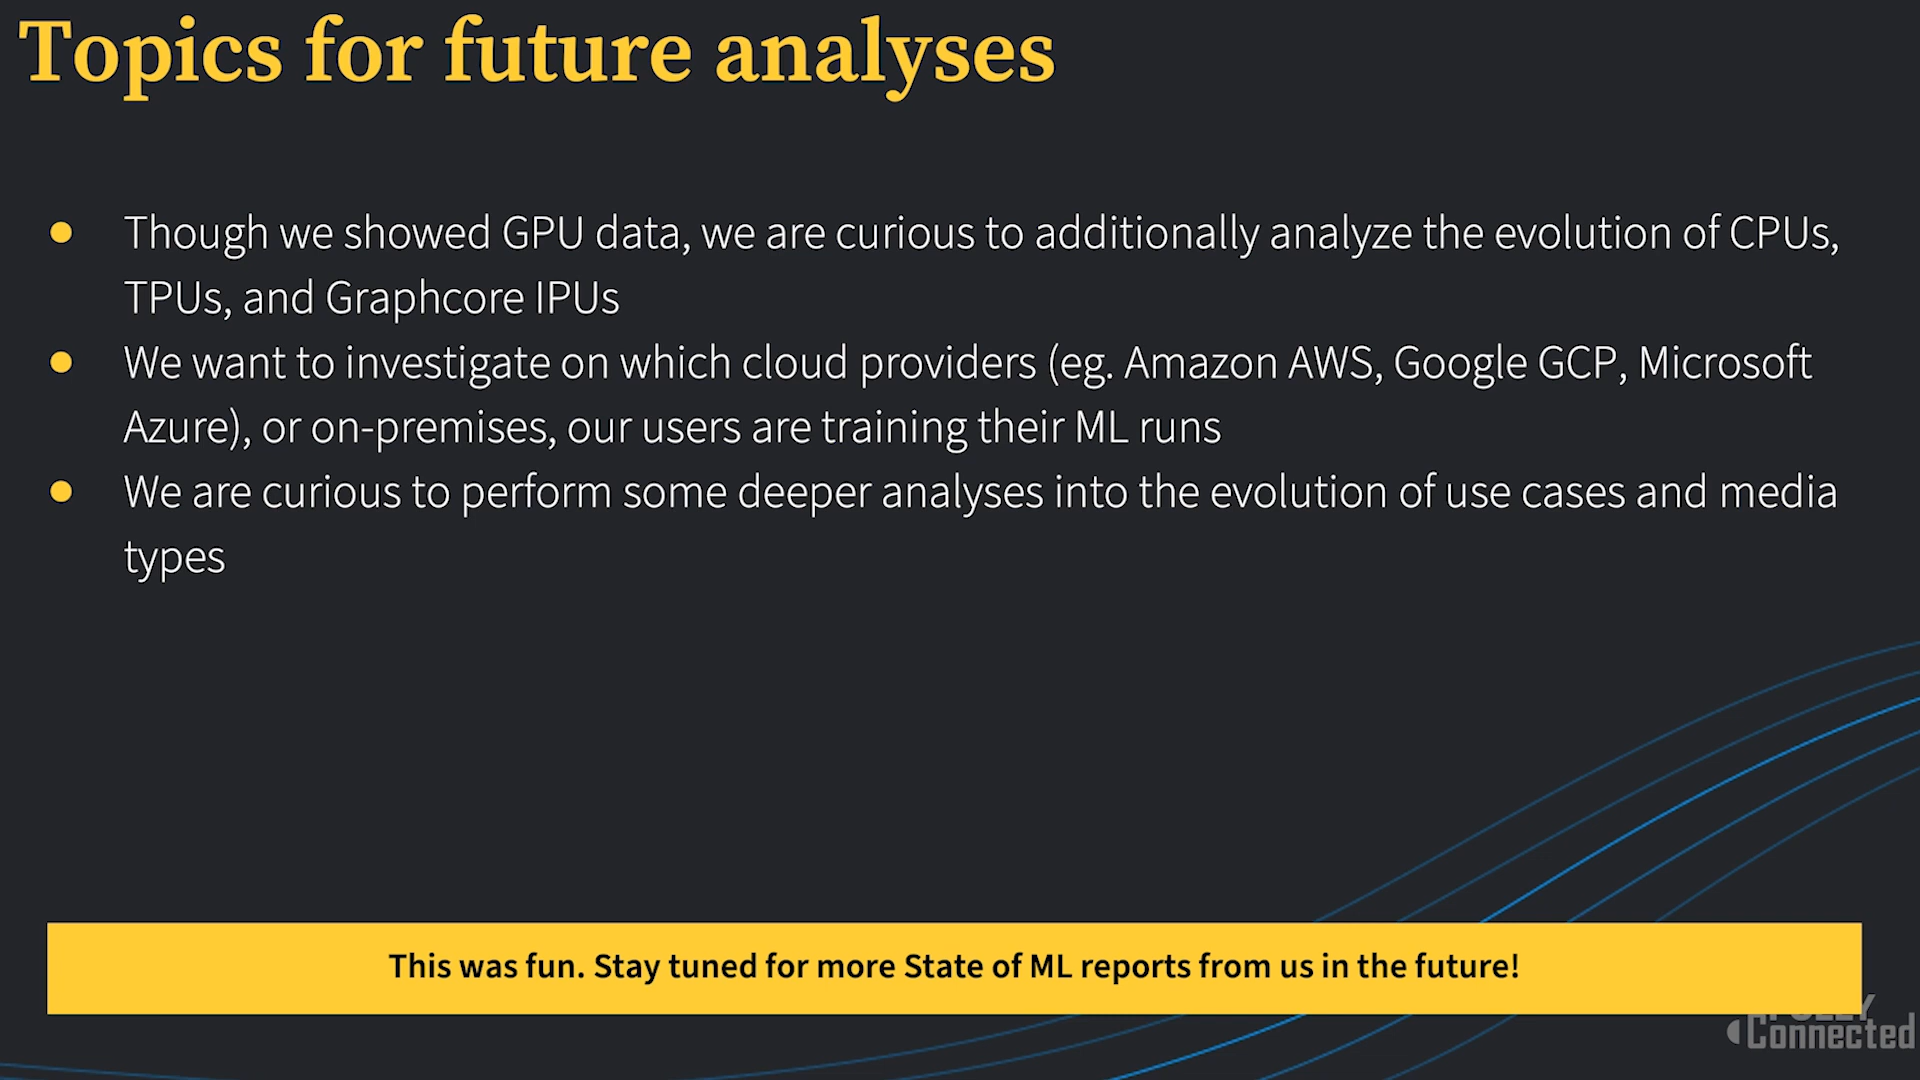 Topics for future analyses
● Though we showed GPU data, we are curious to additionally analyze the evolution of CPUs,
TPUs, and Graphcore IPUs
● We want to investigate on which cloud providers (eg. Amazon AWS, Google GCP, Microsoft
Azure), or on-premises, our users are training their ML runs
● We are curious to perform some deeper analyses into the evolution of use cases and media
types
This was fun. Stay tuned for more State of ML reports from us in the future!
Connected